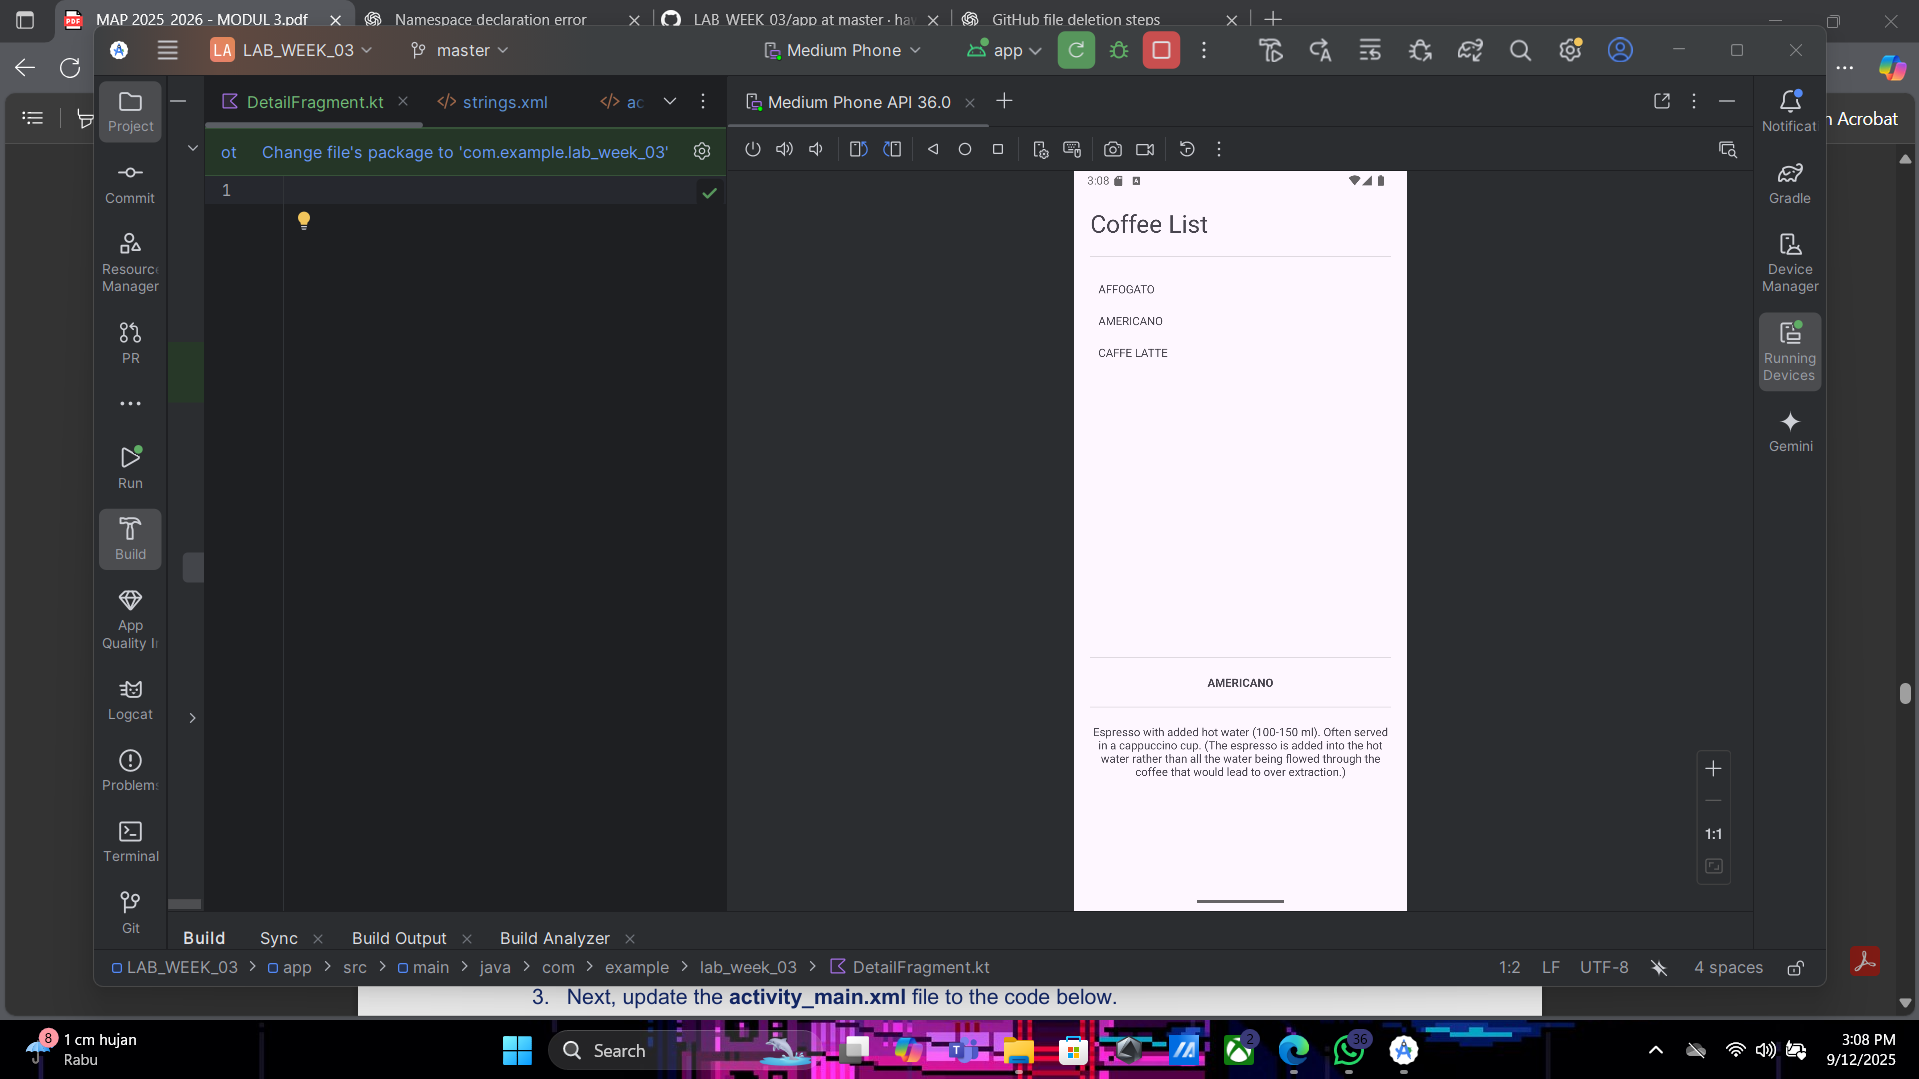 MAP 2025_2026 - MODUL 3.pdf
Namespace declaration error
LAB_WEEK_03/app at master · hav
GitHub file deletion steps
LA
LAB_WEEK_03
master
Medium Phone
app
n Acrobat
DetailFragment.kt
strings.xml
ac
Medium Phone API 36.0
ot
Change file's package to 'com.example.lab_week_03'
1
Project
Commit
Resource
Manager
PR
Run
Build
App
Quality In
Logcat
Problems
Terminal
Git
3:08
Coffee List
AFFOGATO
AMERICANO
CAFFE LATTE
AMERICANO
Espresso with added hot water (100-150 ml). Often served
in a cappuccino cup. (The espresso is added into the hot
water rather than all the water being flowed through the
coffee that would lead to over extraction.)
1:1
Notificat
Gradle
Device
Manager
Running
Devices
Gemini
Build
Sync
Build Output
Build Analyzer
LAB_WEEK_03 > app > src > main > java > com > example > lab_week_03 > DetailFragment.kt
1:2
LF
UTF-8
4 spaces
3. Next, update the activity_main.xml file to the code below.
8
1 cm hujan
Rabu
Search
2
36
3:08 PM
9/12/2025